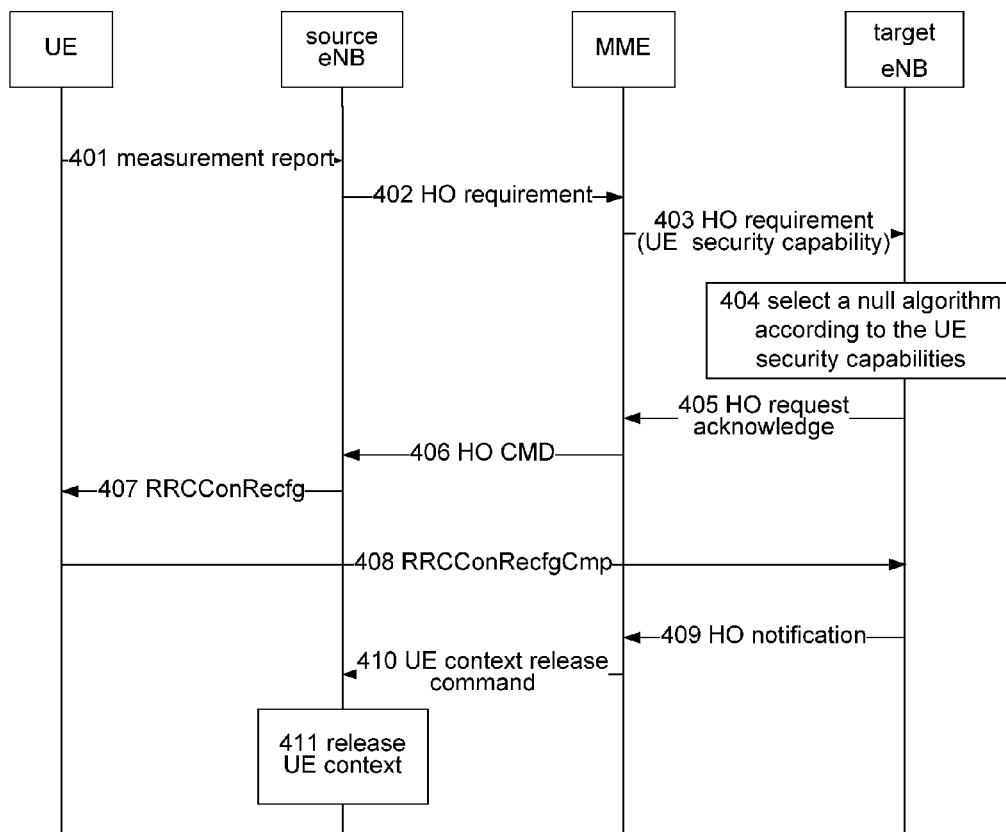 UE
source
eNB
MME
target
eNB
401 measurement report
402 HO requirement
403 HO requirement
(UE security capability)
404 select a null algorithm
according to the UE
security capabilities
405 HO request
acknowledge
406 HO CMD
407 RRCConRecfg
408 RRCConRecfgCmp
409 HO notification
410 UE context release
command
411 release
UE context